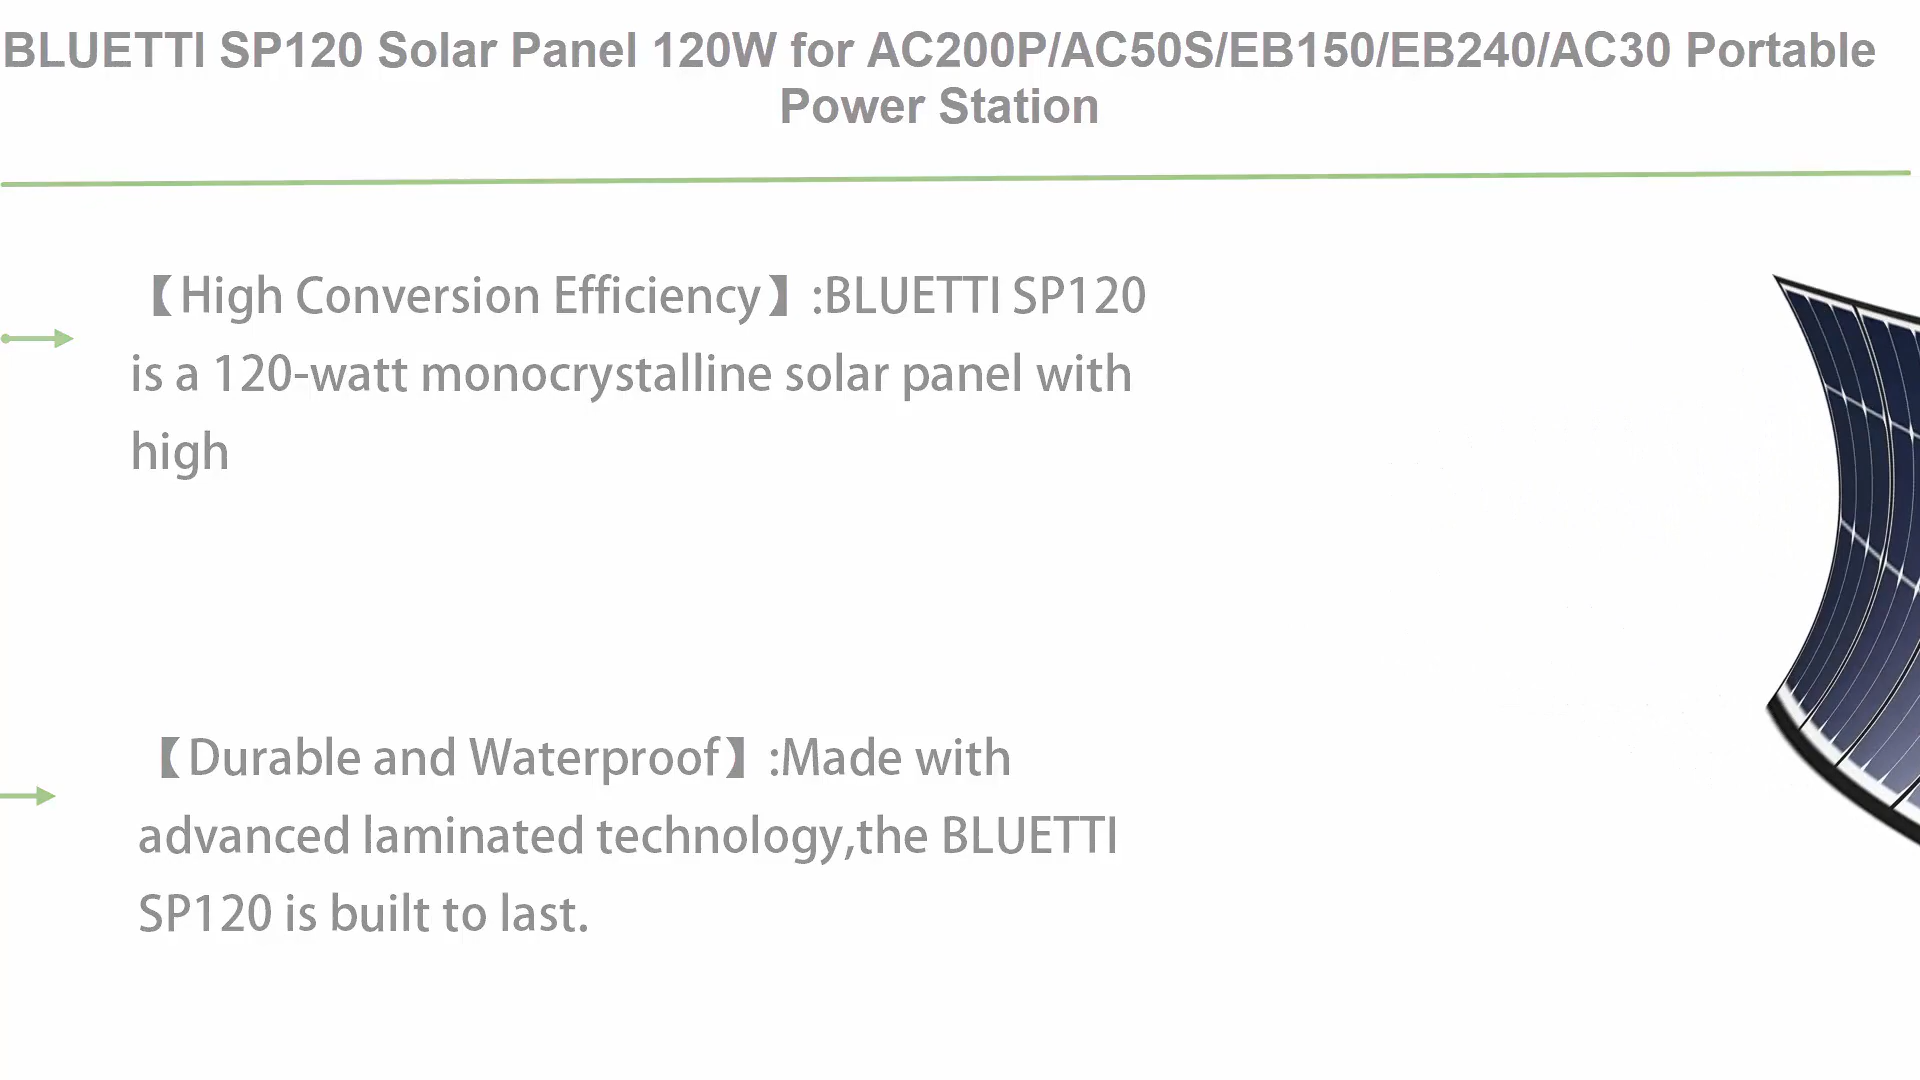 BLUETTI SP120 Solar Panel 120W for AC200P/AC50S/EB150/EB240/AC30 Portable
Power Station
【High Conversion Efficiency】:BLUETTI SP120
is a 120-watt monocrystalline solar panel with
high
【Durable and Waterproof】:Made with
advanced laminated technology,the BLUETTI
SP120 is built to last.